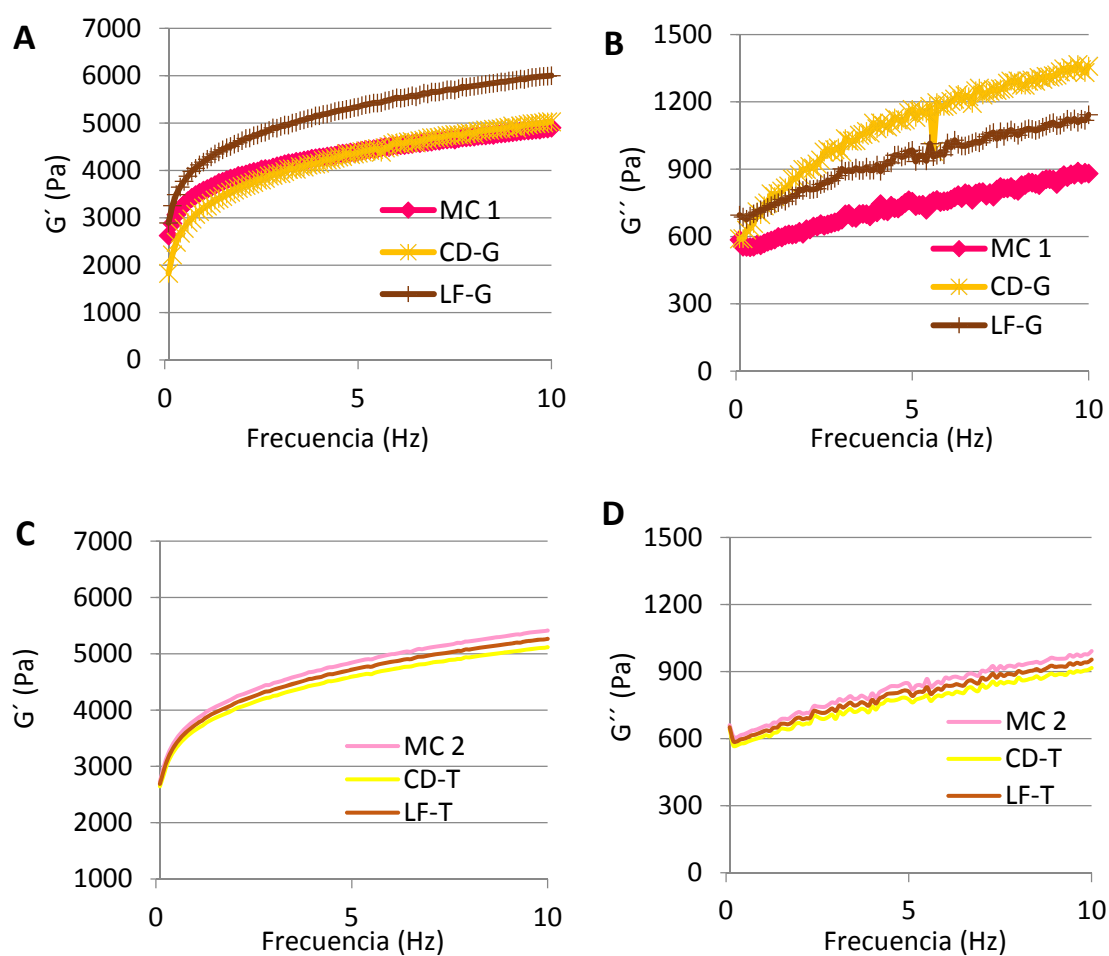 A
G´ (Pa)
7000
6000
5000
4000
3000
2000
1000
0
0
5
10
Frecuencia (Hz)
MC 1
CD-G
LF-G
B
G´´ (Pa)
1500
1200
900
600
300
0
0
5
10
Frecuencia (Hz)
MC 1
CD-G
LF-G
C
G´ (Pa)
7000
6000
5000
4000
3000
2000
1000
0
5
10
Frecuencia (Hz)
MC 2
CD-T
LF-T
D
G´´ (Pa)
1500
1200
900
600
300
0
0
5
10
Frecuencia (Hz)
MC 2
CD-T
LF-T